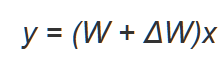 y = (W + ΔW)x